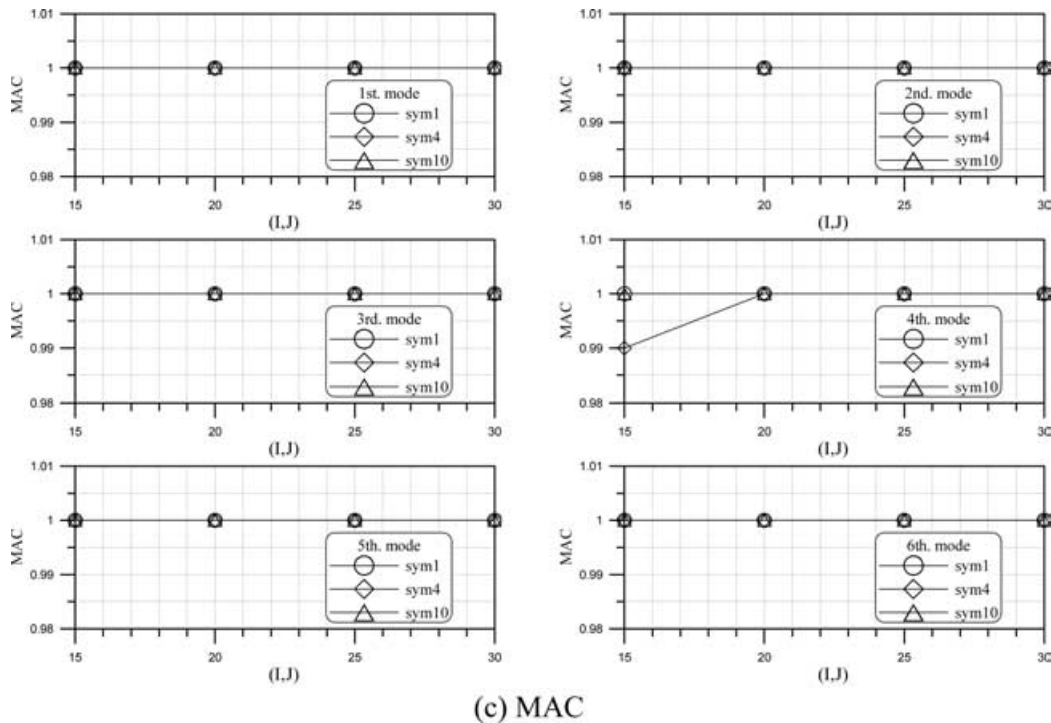 1.01
1
0.99
0.98
MAC
15
20
25
30
(I,J)
1st. mode
sym1
sym4
sym10
1.01
1
0.99
0.98
MAC
15
20
25
30
(I,J)
2nd. mode
sym1
sym4
sym10
1.01
1
0.99
0.98
MAC
15
20
25
30
(I,J)
3rd. mode
sym1
sym4
sym10
1.01
1
0.99
0.98
MAC
15
20
25
30
(I,J)
4th. mode
sym1
sym4
sym10
1.01
1
0.99
0.98
MAC
15
20
25
30
(I,J)
5th. mode
sym1
sym4
sym10
1.01
1
0.99
0.98
MAC
15
20
25
30
(I,J)
6th. mode
sym1
sym4
sym10
(c) MAC